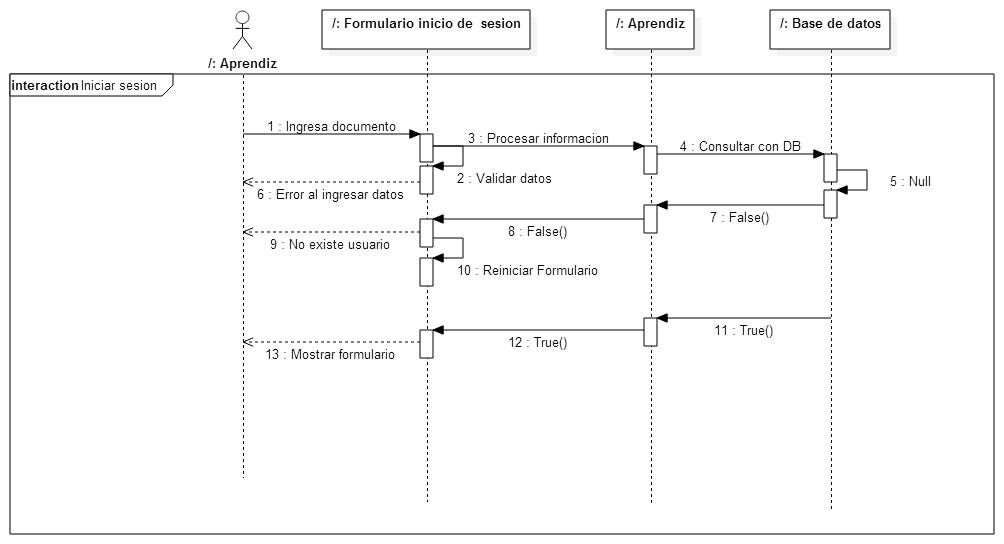 /: Formulario inicio de  sesion
/: Aprendiz
/: Base de datos
/: Aprendiz
interaction Iniciar sesion
1 : Ingresa documento
3 : Procesar informacion
4 : Consultar con DB
2 : Validar datos
5 : Null
6 : Error al ingresar datos
7 : False()
8 : False()
9 : No existe usuario
10 : Reiniciar Formulario
11 : True()
12 : True()
13 : Mostrar formulario